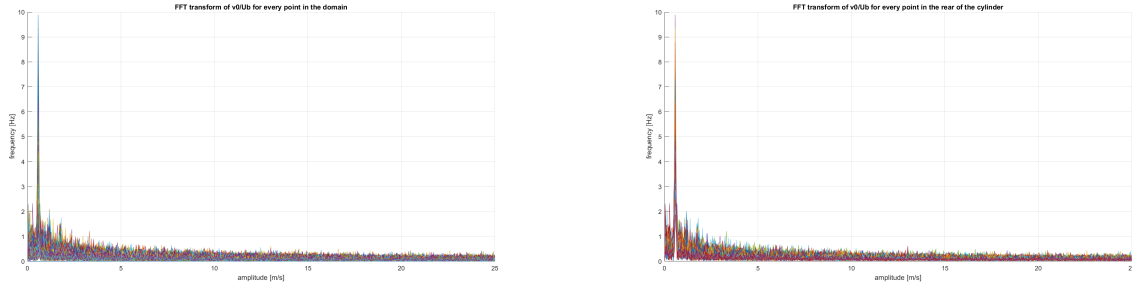 FFT transform of v0/Ub for every point in the domain
10
9
8
7
6
5
4
3
2
1
0
frequency [Hz]
0 5 10 15 20 25
amplitude [m/s]
FFT transform of v0/Ub for every point in the rear of the cylinder
10
9
8
7
6
5
4
3
2
1
0
frequency [Hz]
0 5 10 15 20 25
amplitude [m/s]